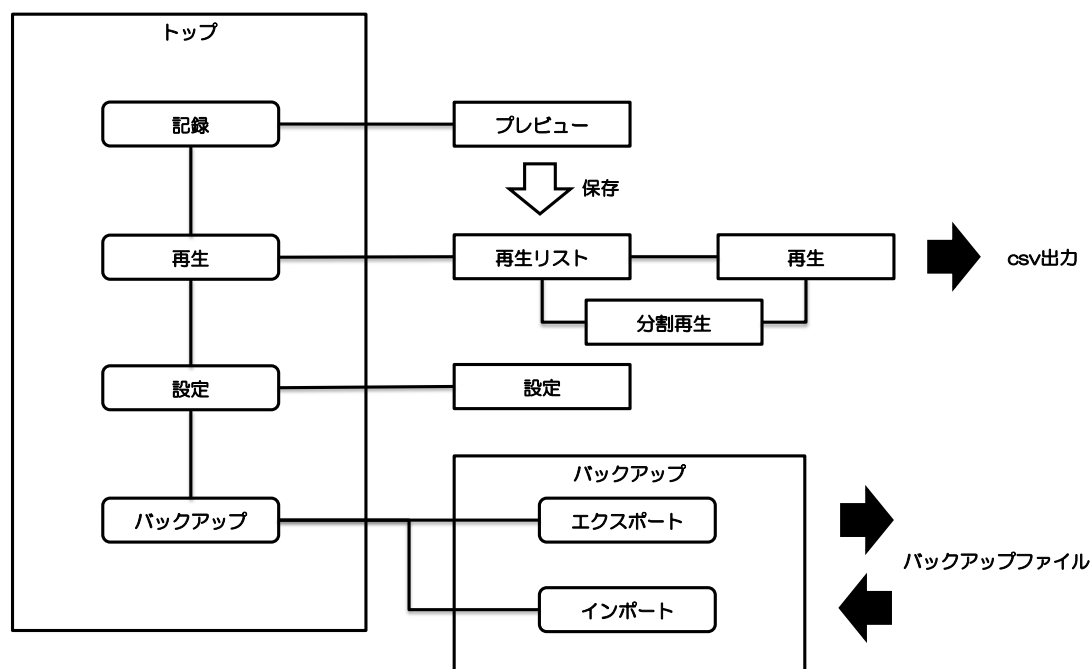 トップ
記録
プレビュー
保存
再生
再生リスト
再生
csv出力
分割再生
設定
設定
バックアップ
バックアップ
エクスポート
バックアップファイル
インポート